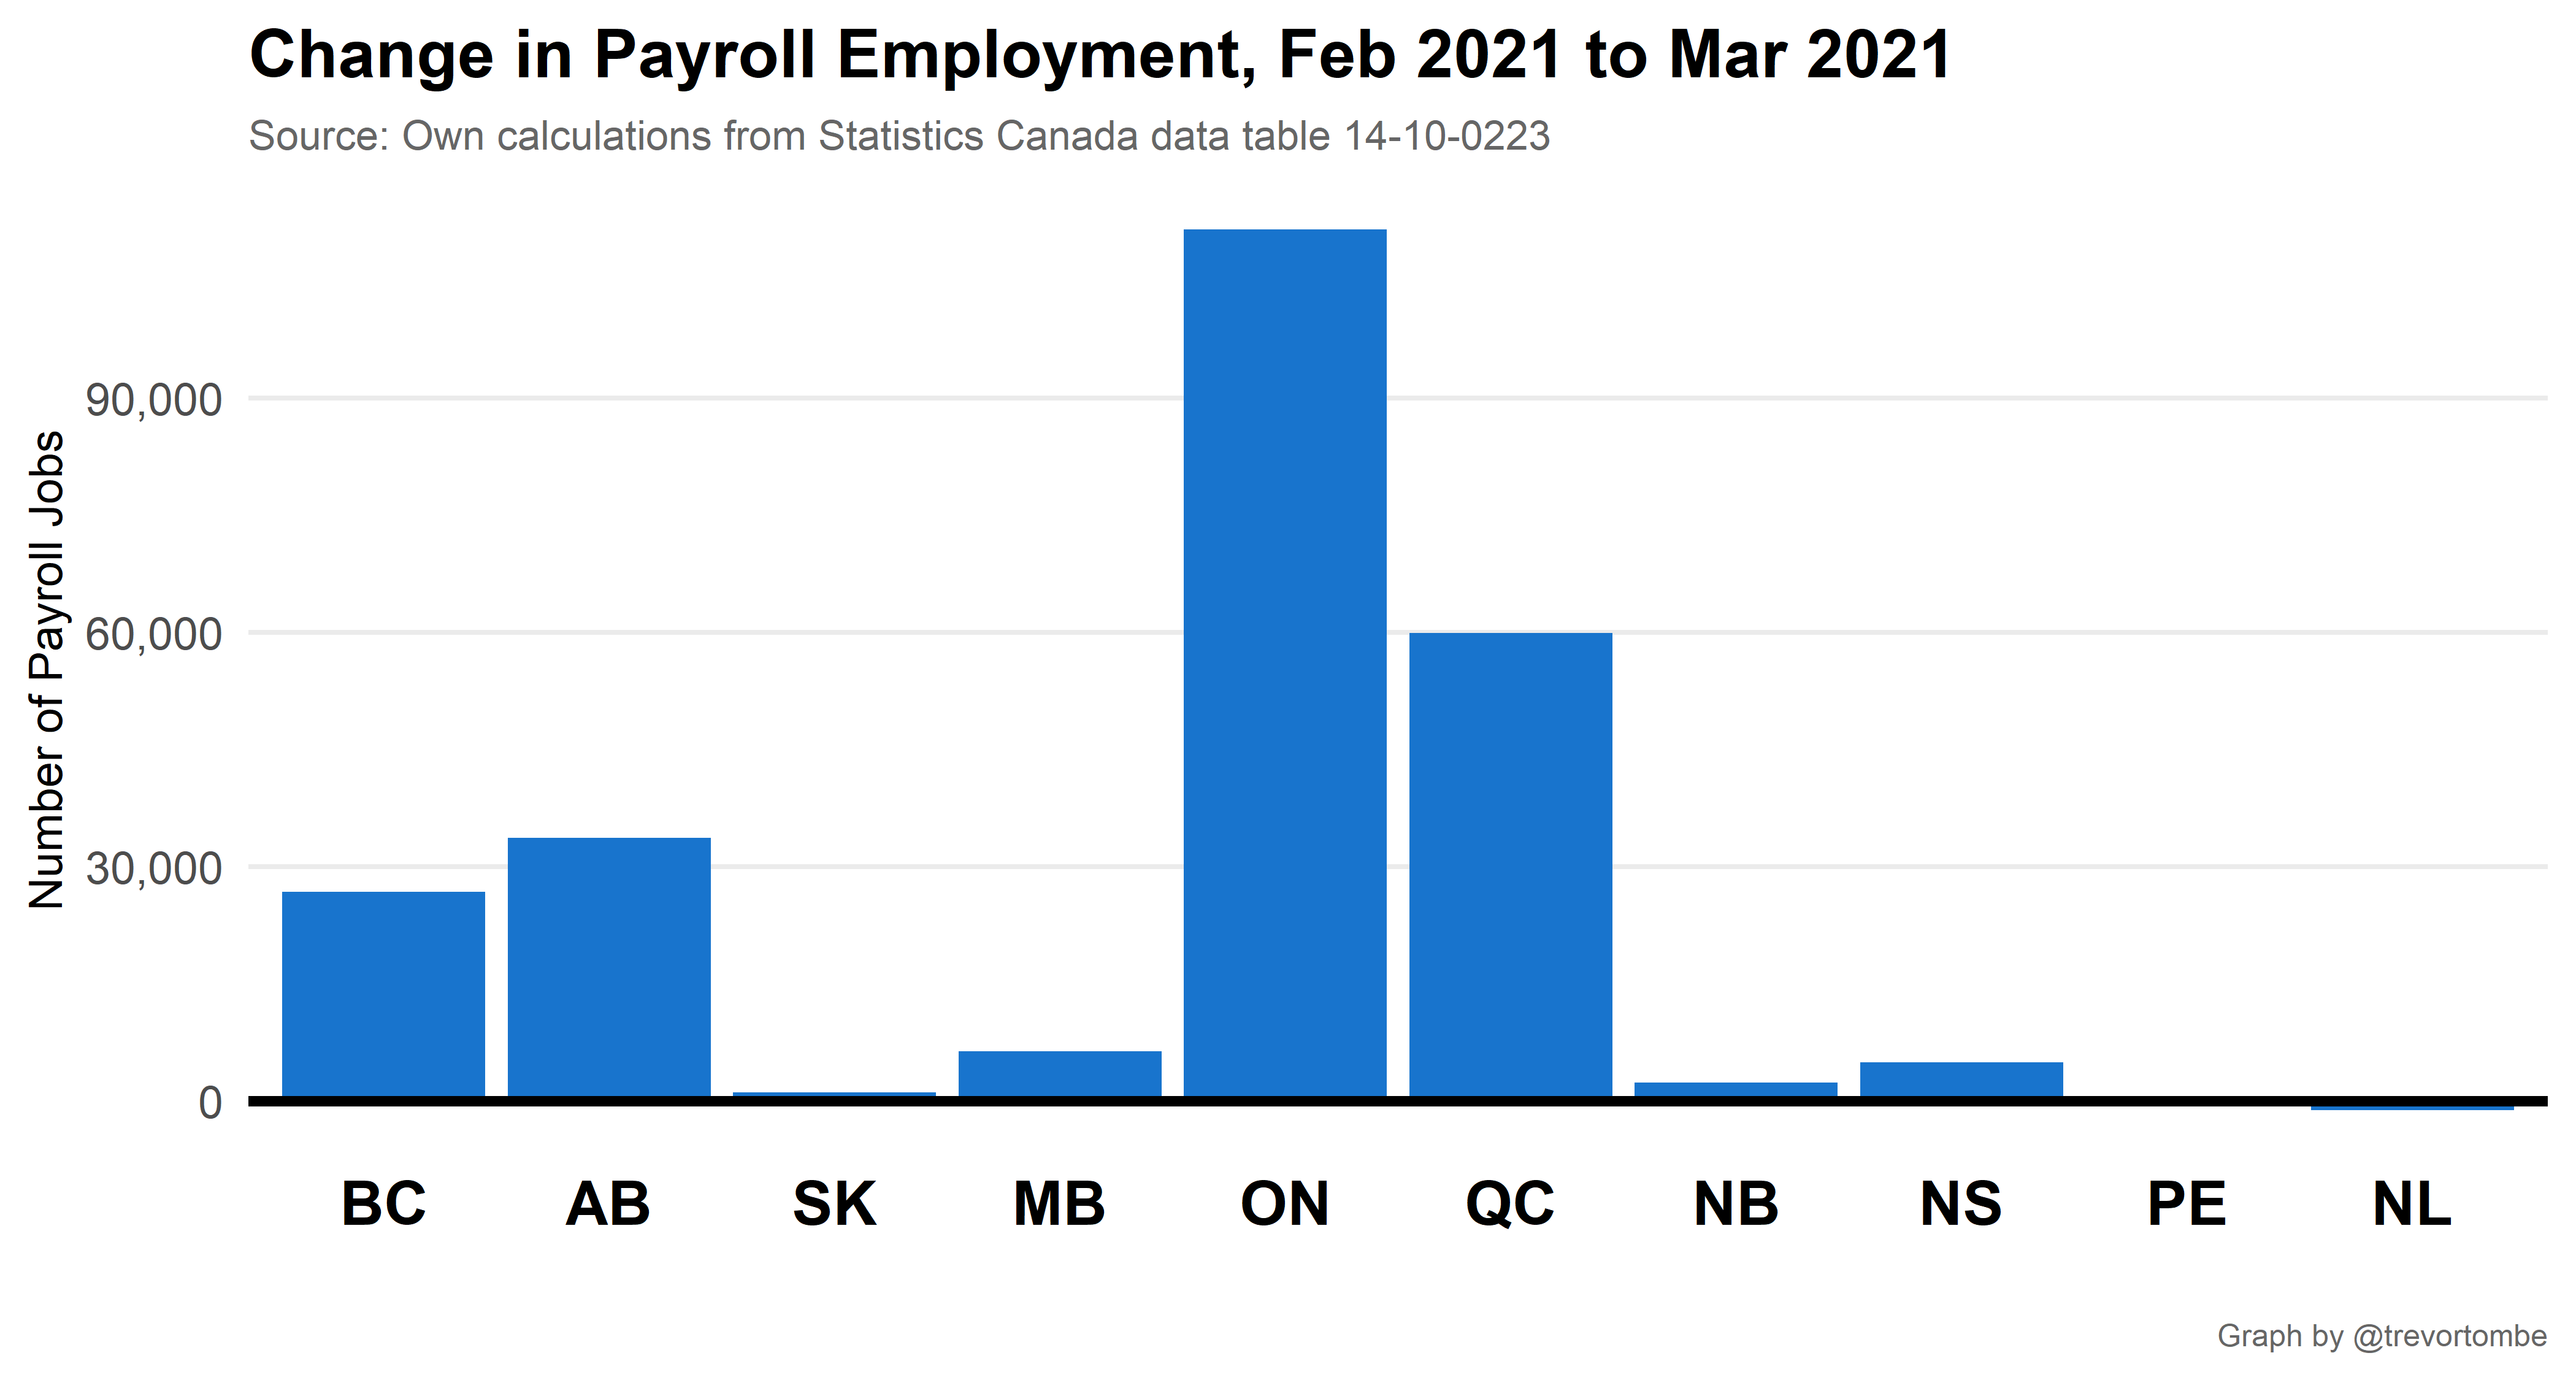 Change in Payroll Employment, Feb 2021 to Mar 2021
Source: Own calculations from Statistics Canada data table 14-10-0223
Number of Payroll Jobs
90,000
60,000
30,000
0
BC AB SK MB ON QC NB NS PE NL
Graph by @trevortombe